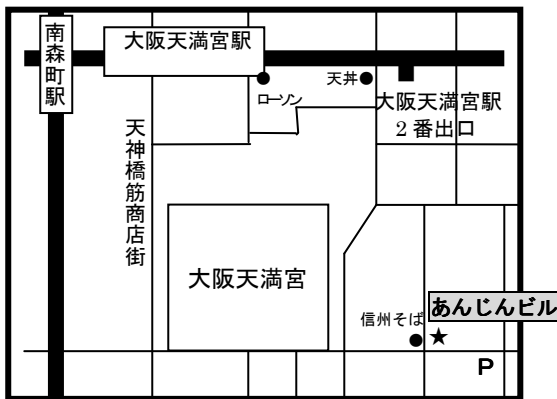 南森町駅
大阪天満宮駅
ローソン
天丼
大阪天満宮駅
２番出口
天神橋筋商店街
大阪天満宮
あんじんビル
信州そば
★
P